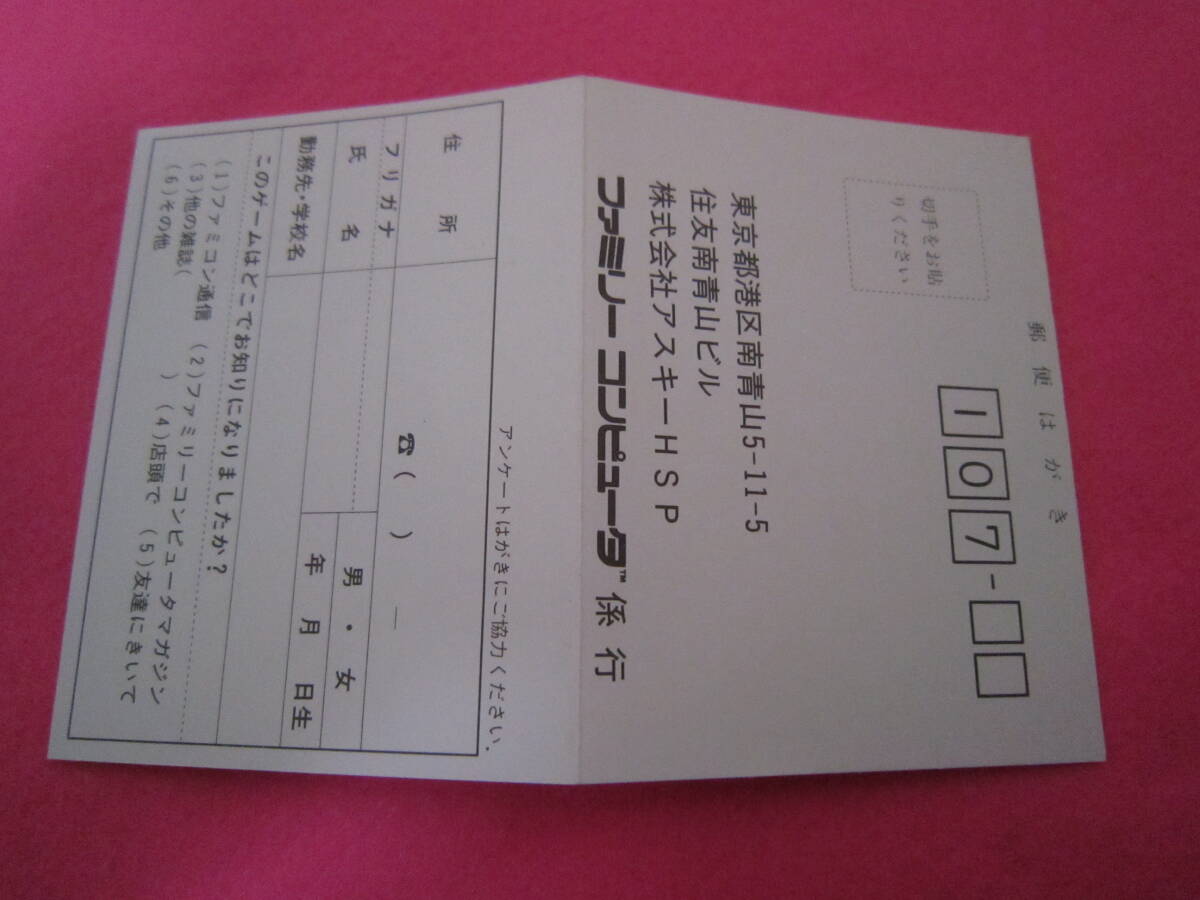 郵便はがき
107-
切手をお貼
りください
東京都港区南青山5-11-5
住友南青山ビル
株式会社アスキーHSP
ファミリーコンピュータ™係行
アンケートはがきにご協力ください.
住所
☎( ) —
フリガナ
氏名
男・女
勤務先・学校名
年 月 日生
このゲームはどこでお知りになりましたか?
(1)ファミコン通信 (2)ファミリーコンピュータマガジン
(3)他の雑誌( ) (4)店頭で (5)友達にきいて
(6)その他